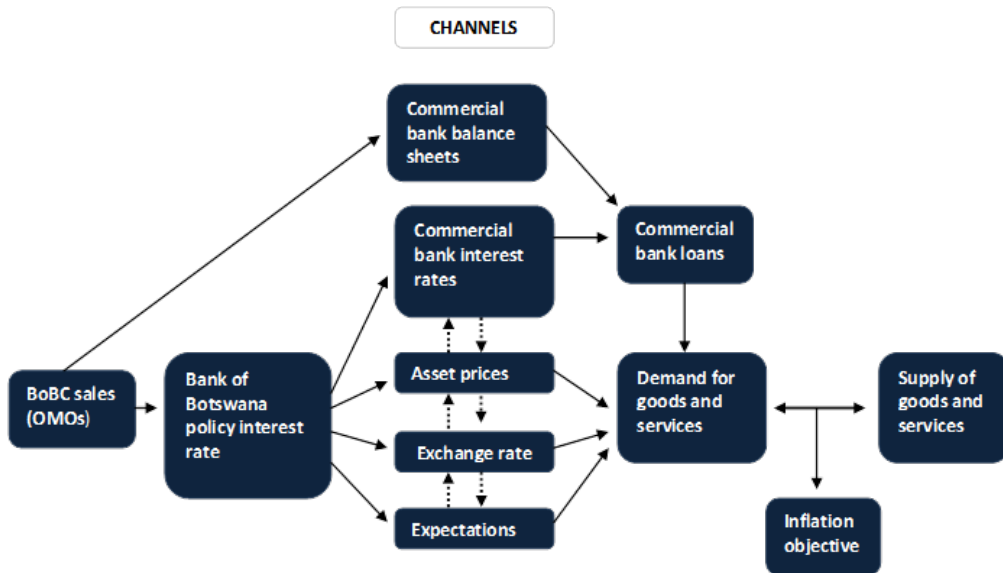 CHANNELS
Commercial
bank balance
sheets
Commercial
bank interest
rates
Commercial
bank loans
BoBC sales
(OMOs)
Bank of
Botswana
policy interest
rate
Asset prices
Exchange rate
Expectations
Demand for
goods and
services
Supply of
goods and
services
Inflation
objective